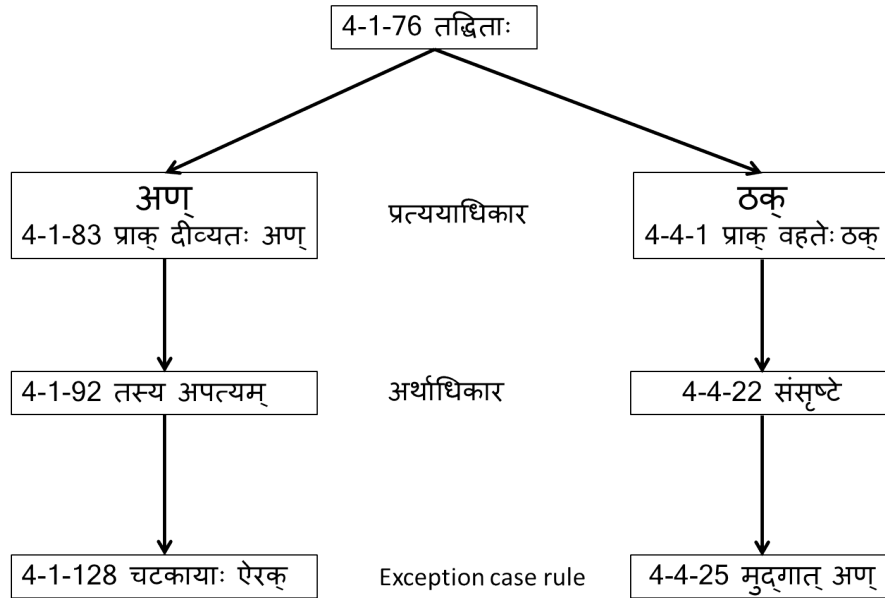 4-1-76 तद्धिताः
अण्
4-1-83 प्राक् दीव्यतः अण्
प्रत्ययाधिकार
ठक्
4-4-1 प्राक् वहतेः ठक्
4-1-92 तस्य अपत्यम्
अर्थाधिकार
4-4-22 संसृष्टे
4-1-128 चटकायाः ऐरक्
Exception case rule
4-4-25 मुद्गात् अण्